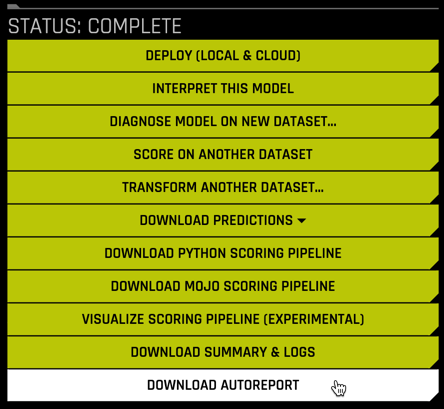 STATUS: COMPLETE
DEPLOY (LOCAL & CLOUD)
INTERPRET THIS MODEL
DIAGNOSE MODEL ON NEW DATASET...
SCORE ON ANOTHER DATASET
TRANSFORM ANOTHER DATASET...
DOWNLOAD PREDICTIONS
DOWNLOAD PYTHON SCORING PIPELINE
DOWNLOAD MOJO SCORING PIPELINE
VISUALIZE SCORING PIPELINE (EXPERIMENTAL)
DOWNLOAD SUMMARY & LOGS
DOWNLOAD AUTOREPORT